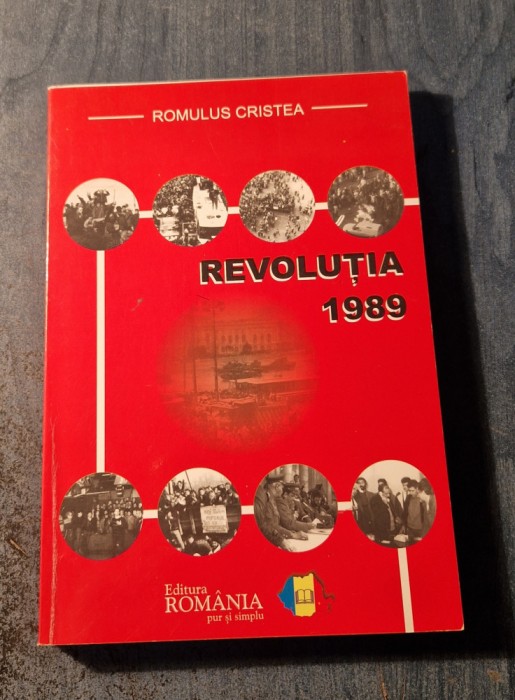 ROMULUS CRISTEA
REVOLUȚIA
1989
Editura
ROMÂNIA
pur și simplu